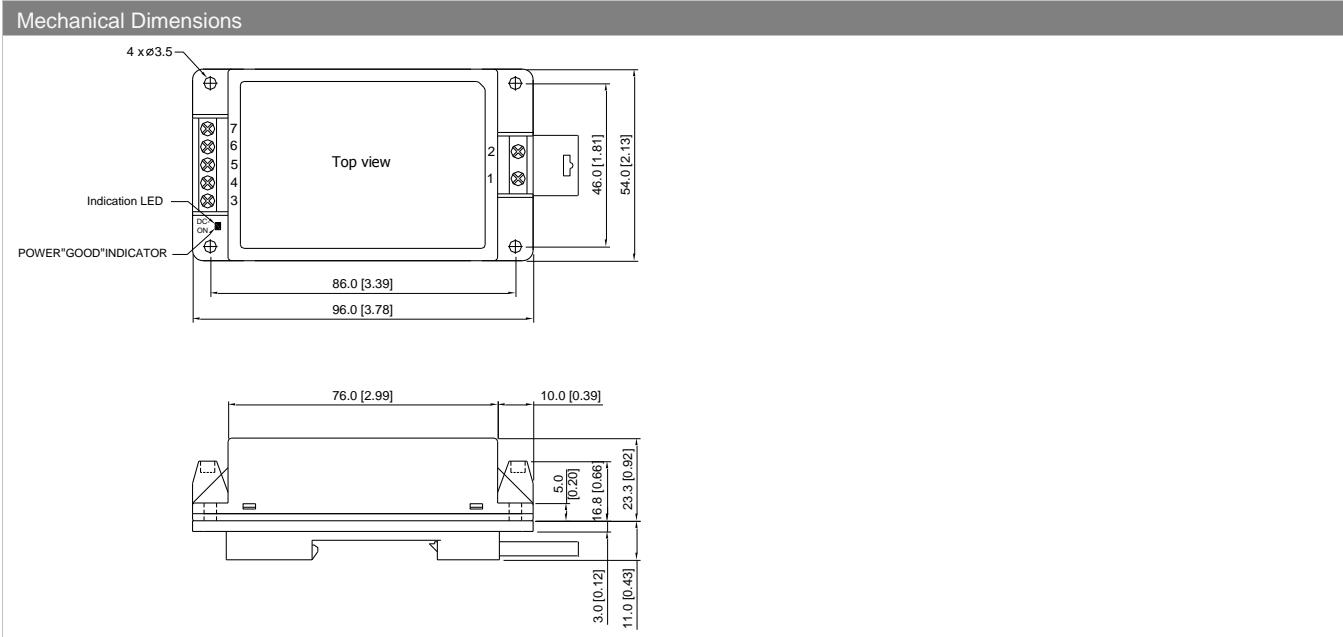 Mechanical Dimensions
4 xø3.5
7
6
5
4
3
2
1
Top view
Indication LED
DC-
ON
POWER"GOOD"INDICATOR
46.0 [1.81]
54.0 [2.13]
86.0 [3.39]
96.0 [3.78]
76.0 [2.99]
10.0 [0.39]
5.0
[0.20]
16.8 [0.66]
23.3 [0.92]
3.0 [0.12]
11.0 [0.43]